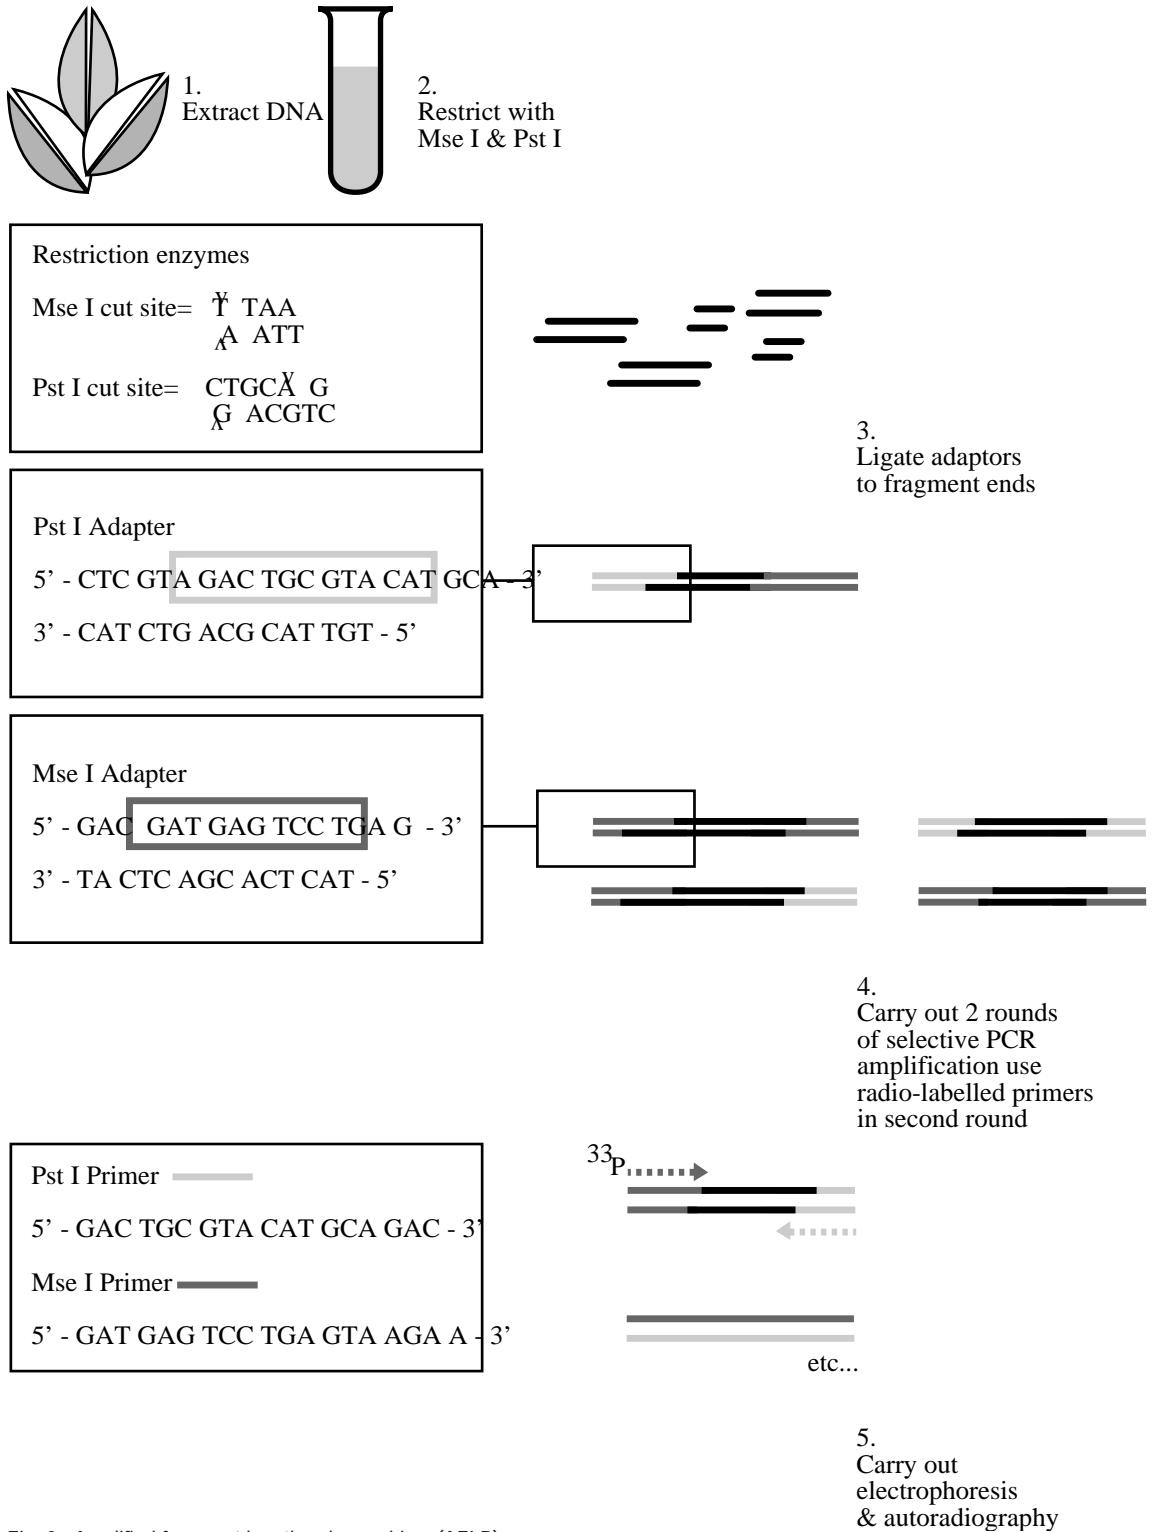 1.
Extract DNA
2.
Restrict with
Mse I & Pst I
Restriction enzymes
Mse I cut site= T TAA
A ATT
Pst I cut site= CTGCA G
G ACGTC
3.
Ligate adaptors
to fragment ends
Pst I Adapter
5’ - CTC GTA GAC TGC GTA CAT GCA - 3’
3’ - CAT CTG ACG CAT TGT - 5’
Mse I Adapter
5’ - GAC GAT GAG TCC TGA G - 3’
3’ - TA CTC AGC ACT CAT - 5’
4.
Carry out 2 rounds
of selective PCR
amplification use
radio-labelled primers
in second round
Pst I Primer
5’ - GAC TGC GTA CAT GCA GAC - 3’
Mse I Primer
5’ - GAT GAG TCC TGA GTA AGA A - 3’
33P
etc...
5.
Carry out
electrophoresis
& autoradiography